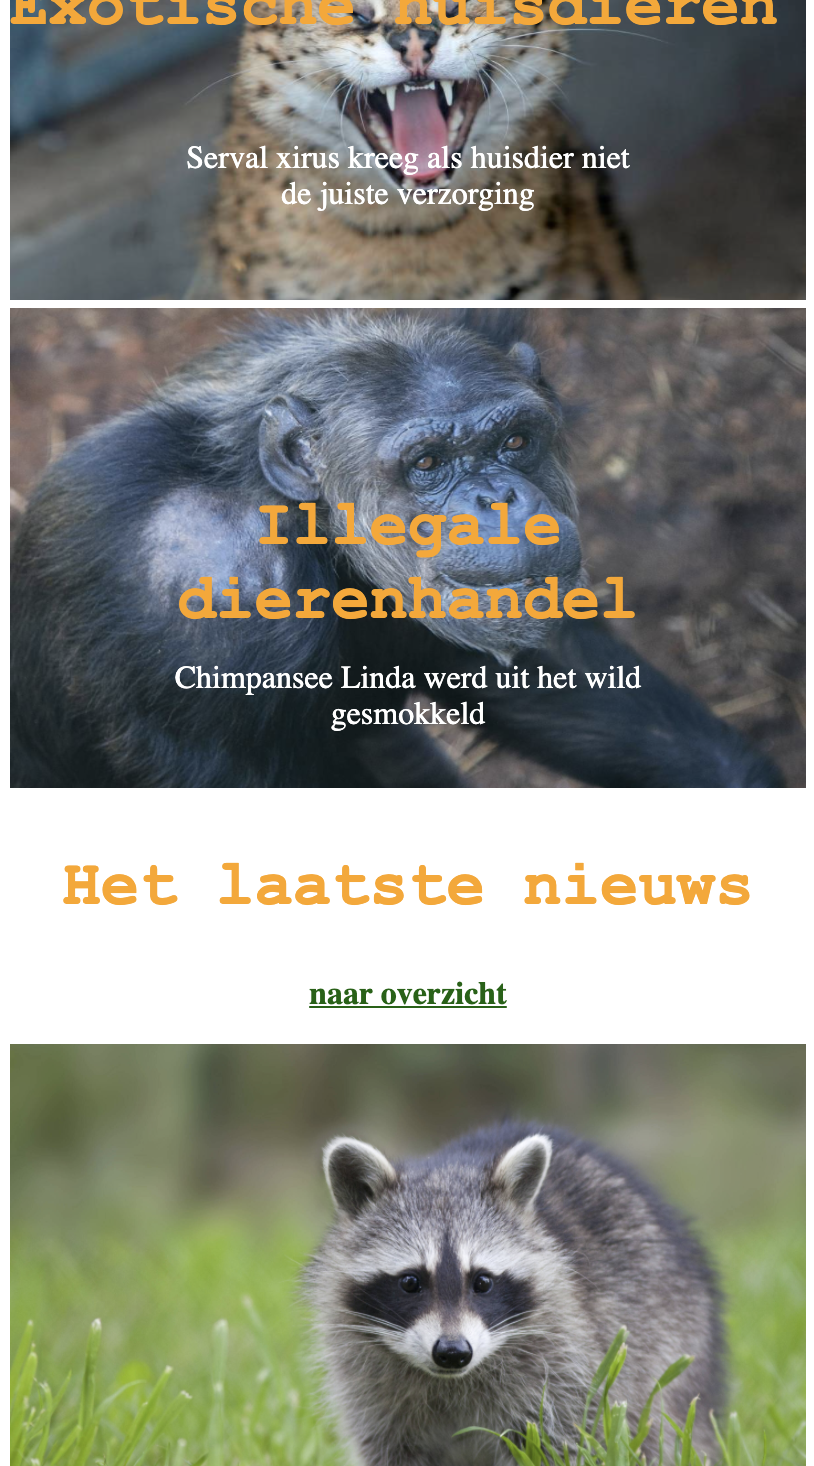 Exotische huisdieren
Serval xirus kreeg als huisdier niet
de juiste verzorging
Illegale
dierenhandel
Chimpansee Linda werd uit het wild
gesmokkeld
Het laatste nieuws
naar overzicht